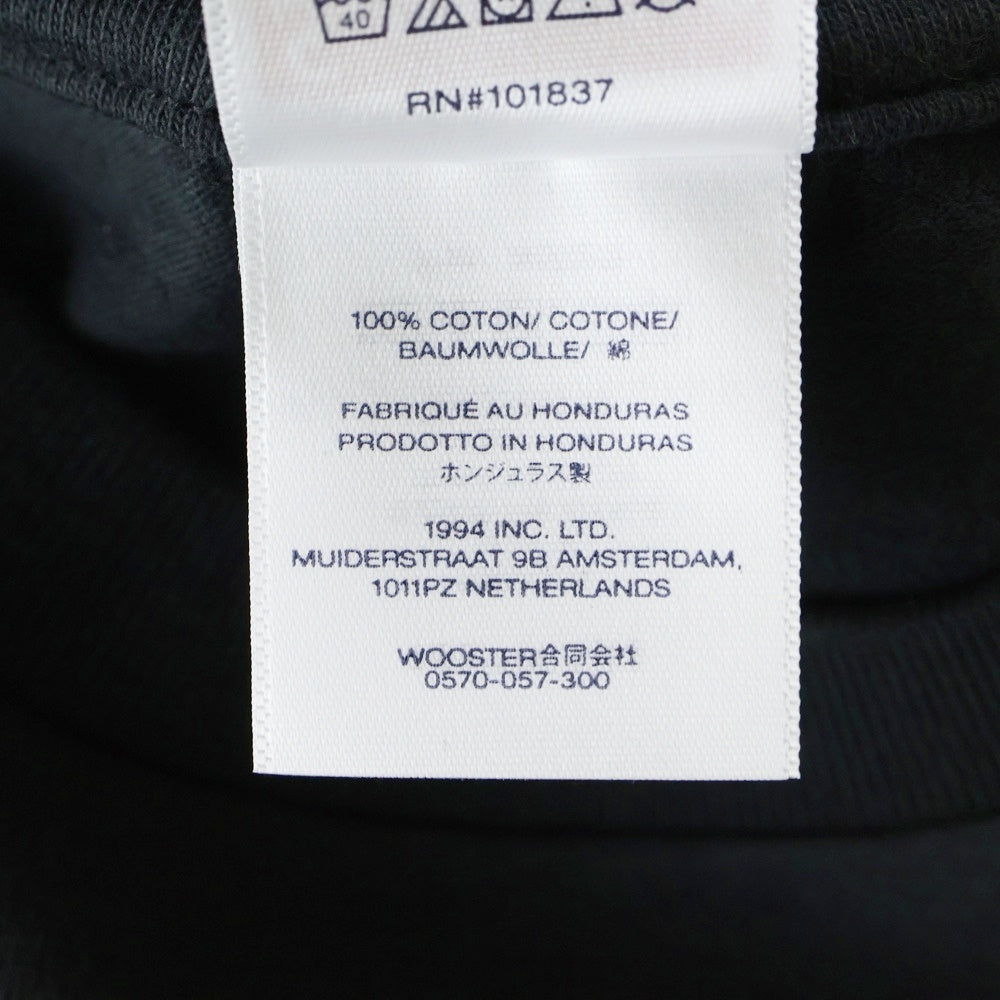 40
RN#101837
100% COTON/ COTONE/
BAUMWOLLE/ 綿
FABRIQUÉ AU HONDURAS
PRODOTTO IN HONDURAS
ホンジュラス製
1994 INC. LTD.
MUIDERSTRAAT 9B AMSTERDAM,
1011PZ NETHERLANDS
WOOSTER合同会社
0570-057-300